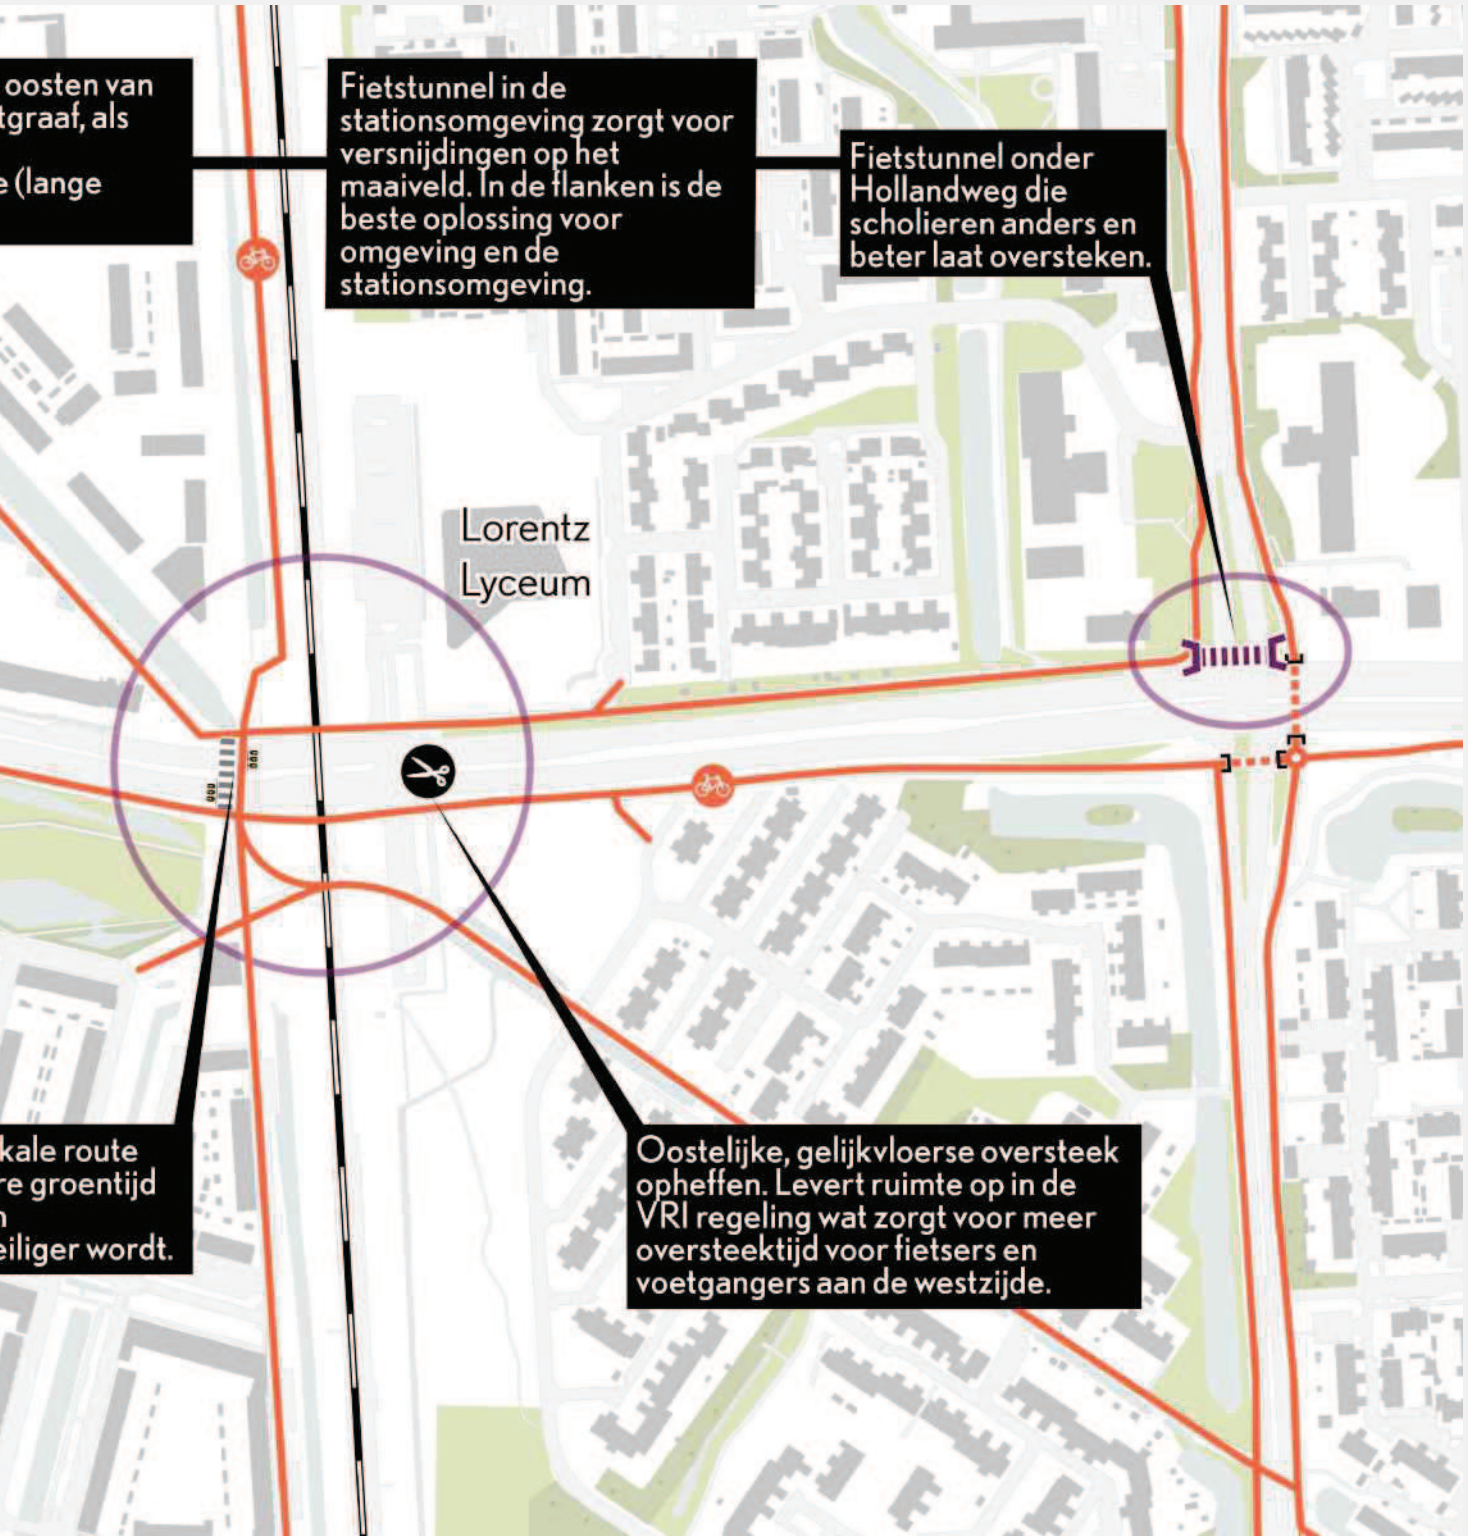 oosten van
tgraaf, als
e (lange
Fietstunnel in de
stationsomgeving zorgt voor
versnijdingen op het
maaiveld. In de flanken is de
beste oplossing voor
omgeving en de
stationsomgeving.
Fietstunnel onder
Hollandweg die
scholieren anders en
beter laat oversteken.
Lorentz
Lyceum
kale route
re groentijd
n
eiliger wordt.
Oostelijke, gelijkvloerse oversteek
opheffen. Levert ruimte op in de
VRI regeling wat zorgt voor meer
oversteektijd voor fietsers en
voetgangers aan de westzijde.